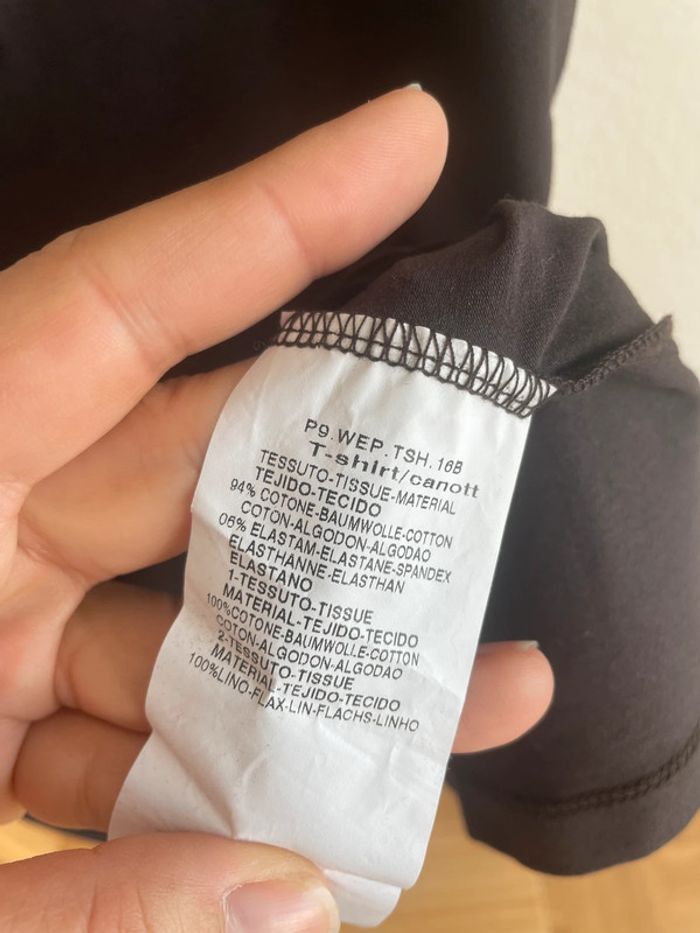 P9.WEP.TSH.16B
T-shirt/canott
TESSUTO-TISSUE-MATERIAL
TEJIDO-TECIDO
94% COTONE-BAUMWOLLE-COTTON
COTON-ALGODON-ALGODAO
06% ELASTAM-ELASTANE-SPANDEX
ELASTHANNE-ELASTHAN
ELASTANO
1-TESSUTO-TISSUE
MATERIAL-TEJIDO-TECIDO
100%COTONE-BAUMWOLLE-COTTON
COTON-ALGODON-ALGODAO
2-TESSUTO-TISSUE
MATERIAL-TEJIDO-TECIDO
100%LINO-FLAX-LIN-FLACHS-LINHO